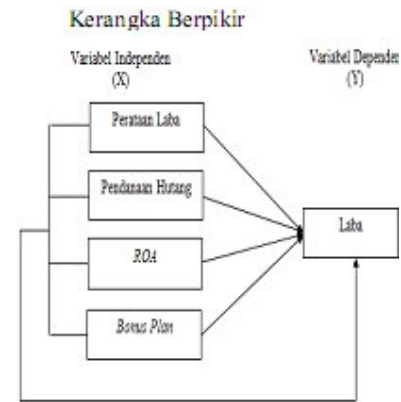 Kerangka Berpikir
Variabel Independen
(X)
Variabel Dependen
(Y)
Perataan Laba
Pendanaan Hutang
Laba
ROA
Bonus Plan